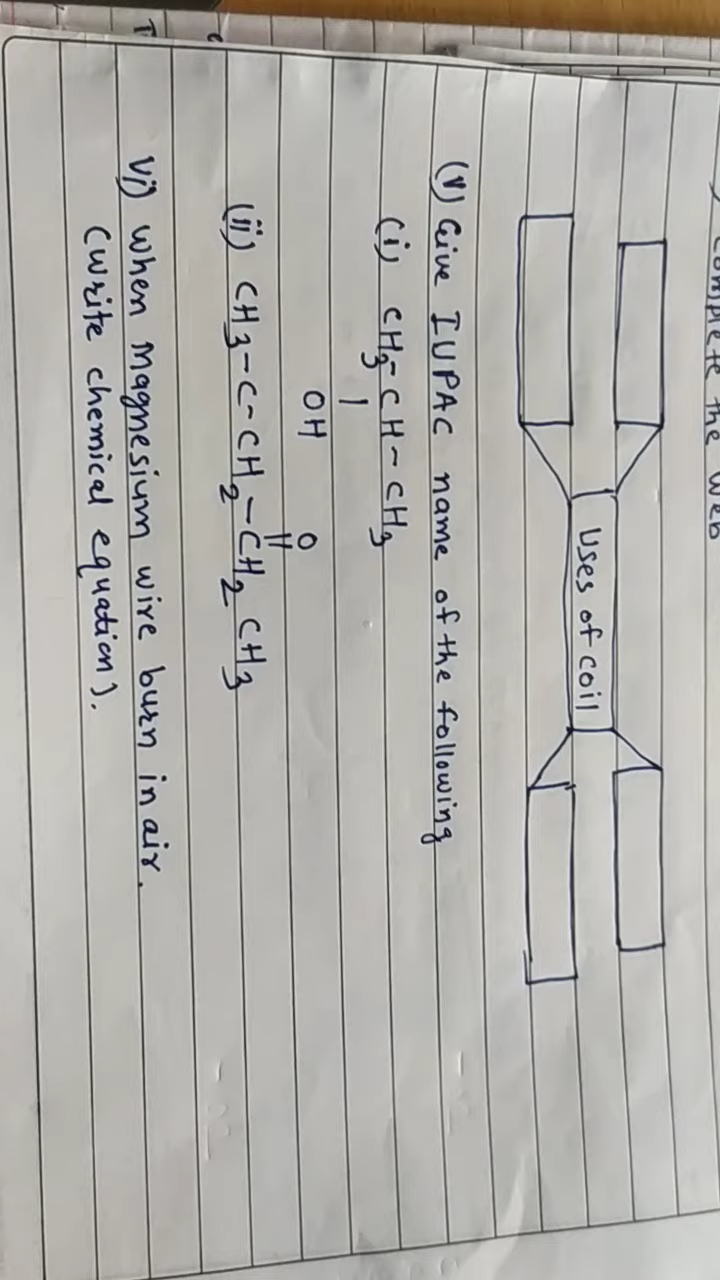 Complete the web
Uses of coil
(v) Give IUPAC name of the following
(i) CH3-CH-CH3
|
OH
O
||
(ii) CH3-C-CH2-CH2 CH3
vi) When magnesium wire burn in air.
(write chemical equation).